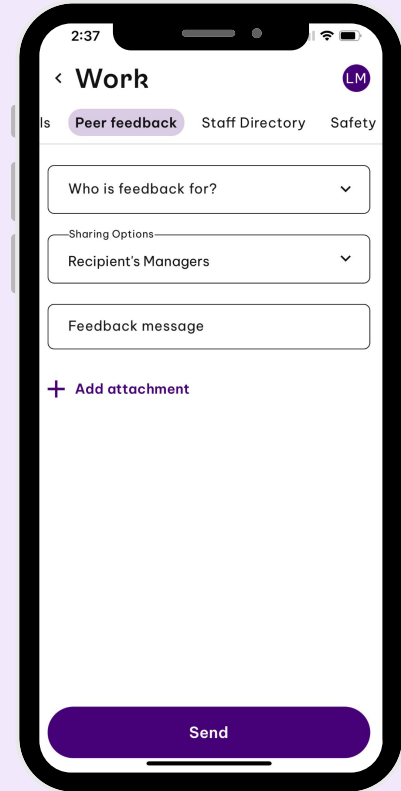 2:37
Work
LM
ls
Peer feedback
Staff Directory
Safety
Who is feedback for?
Sharing Options
Recipient's Managers
Feedback message
Add attachment
Send